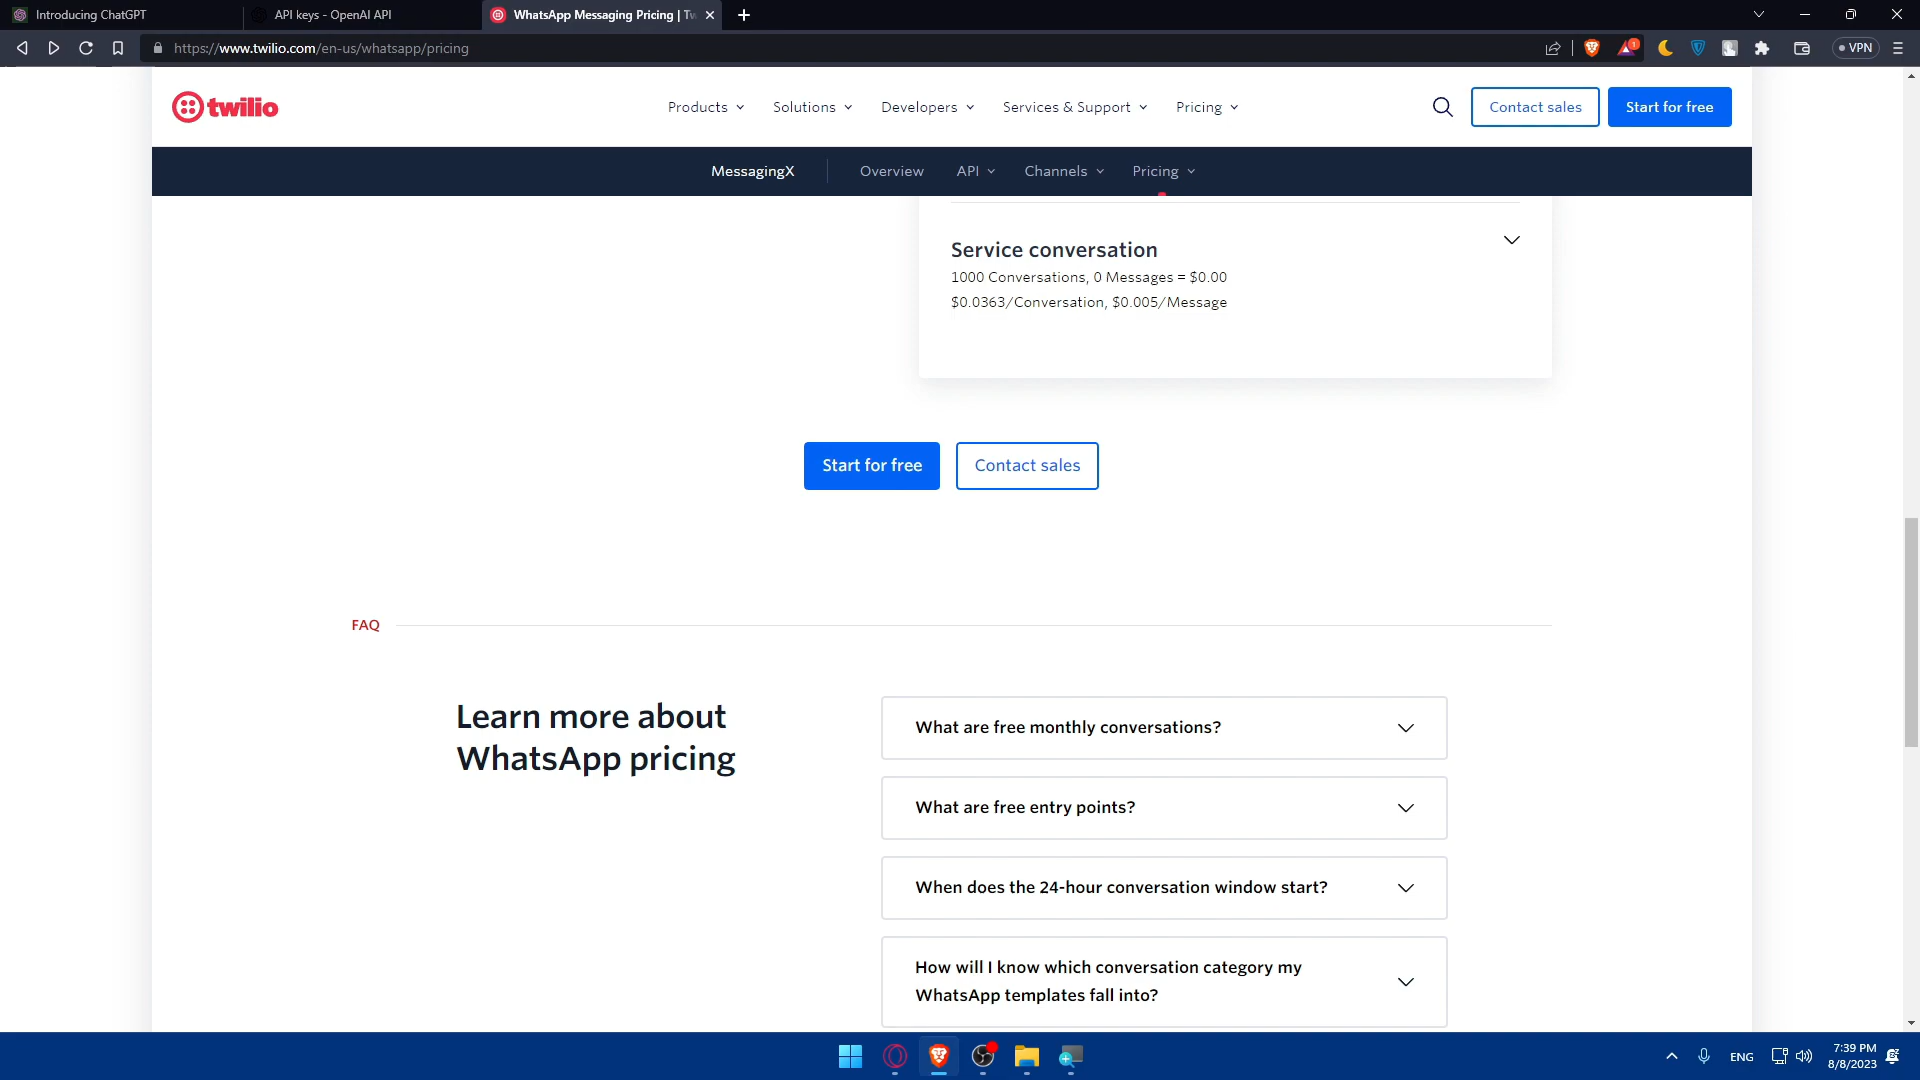 Introducing ChatGPT
API keys - OpenAI API
WhatsApp Messaging Pricing | Tw
https://www.twilio.com/en-us/whatsapp/pricing
1
VPN
twilio
Products
Solutions
Developers
Services & Support
Pricing
Contact sales
Start for free
MessagingX
Overview
API
Channels
Pricing
Service conversation
1000 Conversations, 0 Messages = $0.00
$0.0363/Conversation, $0.005/Message
Start for free
Contact sales
FAQ
Learn more about
WhatsApp pricing
What are free monthly conversations?
What are free entry points?
When does the 24-hour conversation window start?
How will I know which conversation category my
WhatsApp templates fall into?
ENG
7:39 PM
8/8/2023